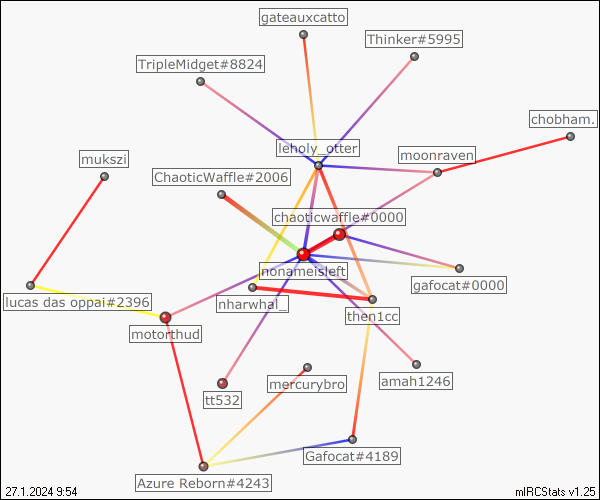 gateauxcatto
Thinker#5995
TripleMidget#8824
chobham.
leholy_otter
moonraven
mukszi
ChaoticWaffle#2006
chaoticwaffle#0000
nonameisleft
gafocat#0000
lucas das oppai#2396
nharwhal_
then1cc
motorthud
mercurybro
amah1246
tt532
Gafocat#4189
Azure Reborn#4243
27.1.2024 9:54
mIRCStats v1.25